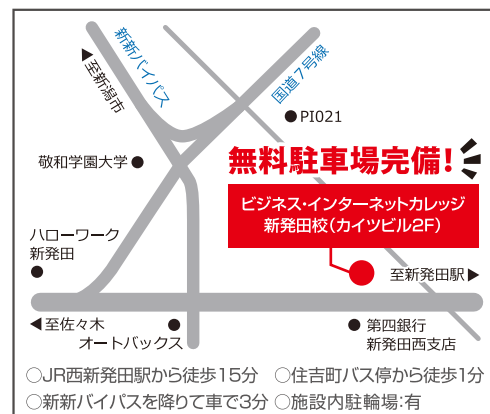 新新バイパス
国道7号線
◀至新潟市
●PI021
敬和学園大学●
無料駐車場完備!
ビジネス・インターネットカレッジ
新発田校(カイツビル2F)
ハローワーク
新発田
至新発田駅▶
◀至佐々木
オートバックス
第四銀行
新発田西支店
○JR西新発田駅から徒歩15分
○住吉町バス停から徒歩1分
○新新バイパスを降りて車で3分
○施設内駐輪場:有